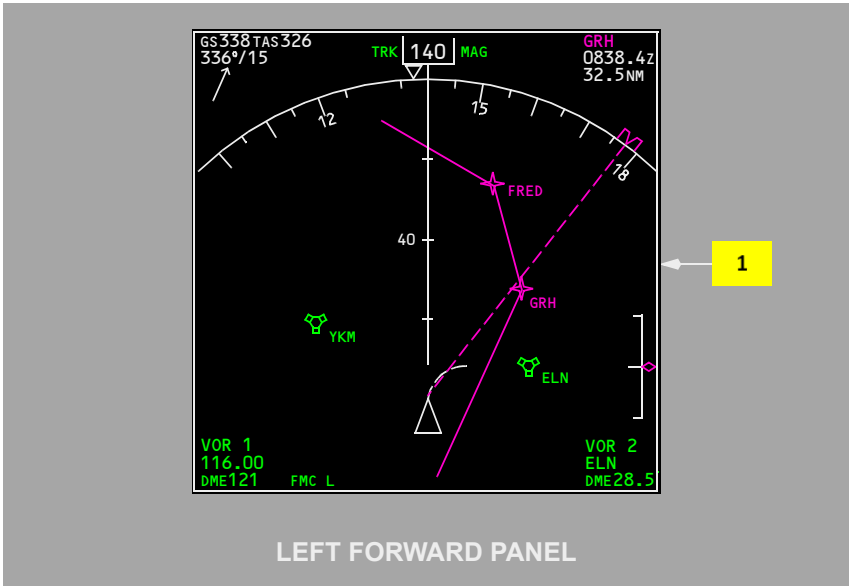 GS338TAS326
336°/15
TRK 140 MAG
GRH
0838.4Z
32.5NM
12
15
18
FRED
40
GRH
1
YKM
ELN
VOR 1
116.00
DME121
FMC L
VOR 2
ELN
DME28.5
LEFT FORWARD PANEL